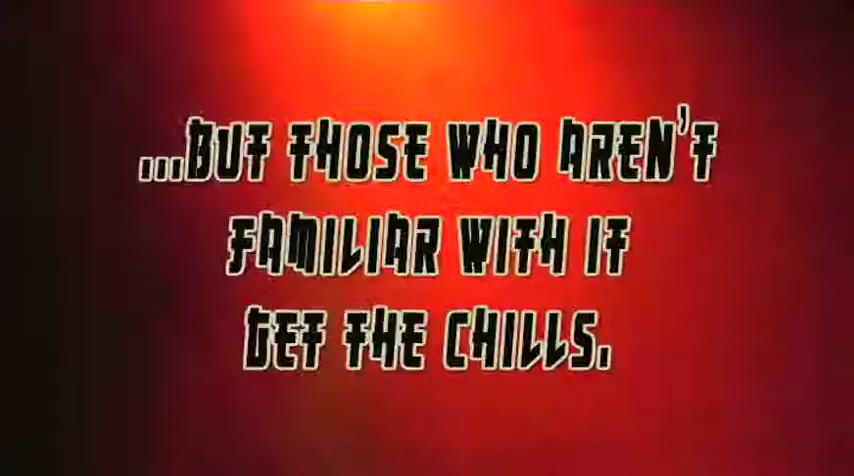 ...BUT THOSE WHO AREN'T
FAMILIAR WITH IT
GET THE CHILLS.